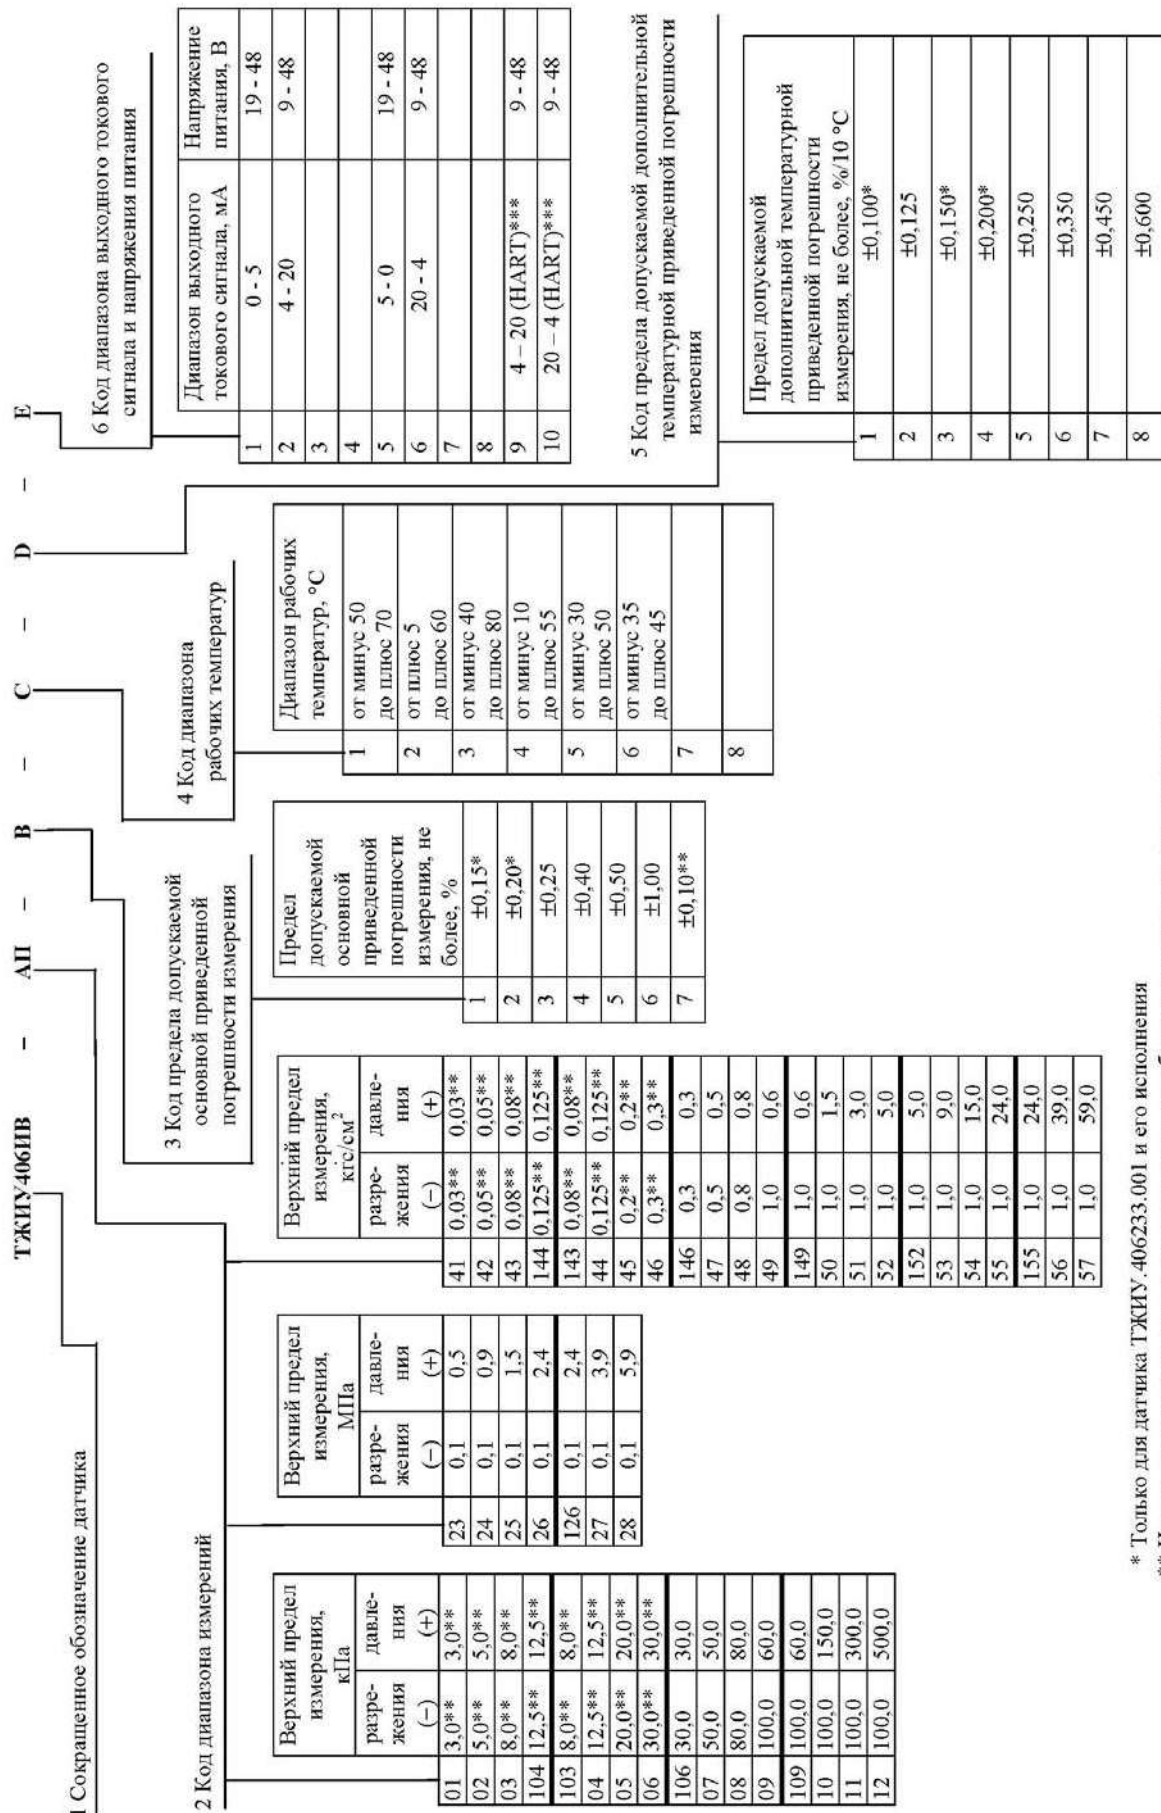 ТЖИУ406ИВ – АП – В – С – D – Е
1 Сокращенное обозначение датчика
2 Код диапазона измерений
Верхний предел
измерения,
кПа
разре-
жения
(–)
давле-
ния
(+)
01 3,0** 3,0**
02 5,0** 5,0**
03 8,0** 8,0**
104 12,5** 12,5**
103 8,0** 8,0**
04 12,5** 12,5**
05 20,0** 20,0**
06 30,0** 30,0**
106 30,0 30,0
07 50,0 50,0
08 80,0 80,0
09 100,0 60,0
109 100,0 60,0
10 100,0 150,0
11 100,0 300,0
12 100,0 500,0
Верхний предел
измерения,
МПа
разре-
жения
(–)
давле-
ния
(+)
23 0,1 0,5
24 0,1 0,9
25 0,1 1,5
26 0,1 2,4
126 0,1 2,4
27 0,1 3,9
28 0,1 5,9
Верхний предел
измерения,
кгс/см²
разре-
жения
(–)
давле-
ния
(+)
41 0,03** 0,03**
42 0,05** 0,05**
43 0,08** 0,08**
144 0,125** 0,125**
143 0,08** 0,08**
44 0,125** 0,125**
45 0,2** 0,2**
46 0,3** 0,3**
146 0,3 0,3
47 0,5 0,5
48 0,8 0,8
49 1,0 0,6
149 1,0 0,6
50 1,0 1,5
51 1,0 3,0
52 1,0 5,0
152 1,0 5,0
53 1,0 9,0
54 1,0 15,0
55 1,0 24,0
155 1,0 24,0
56 1,0 39,0
57 1,0 59,0
3 Код предела допускаемой
основной приведенной
погрешности измерения
Предел
допускаемой
основной
приведенной
погрешности
измерения, не
более, %
1 ±0,15*
2 ±0,20*
3 ±0,25
4 ±0,40
5 ±0,50
6 ±1,00
7 ±0,10**
4 Код диапазона
рабочих температур
Диапазон рабочих
температур, °С
1 от минус 50
до плюс 70
2 от плюс 5
до плюс 60
3 от минус 40
до плюс 80
4 от минус 10
до плюс 55
5 от минус 30
до плюс 50
6 от минус 35
до плюс 45
7
8
6 Код диапазона выходного токового
сигнала и напряжения питания
Диапазон выходного
токового сигнала, мА
Напряжение
питания, В
1 0 - 5 19 - 48
2 4 - 20 9 - 48
3
4
5 5 - 0 19 - 48
6 20 - 4 9 - 48
7
8
9 4 – 20 (HART)*** 9 - 48
10 20 – 4 (HART)*** 9 - 48
5 Код предела допускаемой дополнительной
температурной приведенной погрешности
измерения
Предел допускаемой
дополнительной температурной
приведенной погрешности
измерения, не более, %/10 °С
1 ±0,100*
2 ±0,125
3 ±0,150*
4 ±0,200*
5 ±0,250
6 ±0,350
7 ±0,450
8 ±0,600
* Только для датчика ТЖИУ.406233.001 и его исполнения